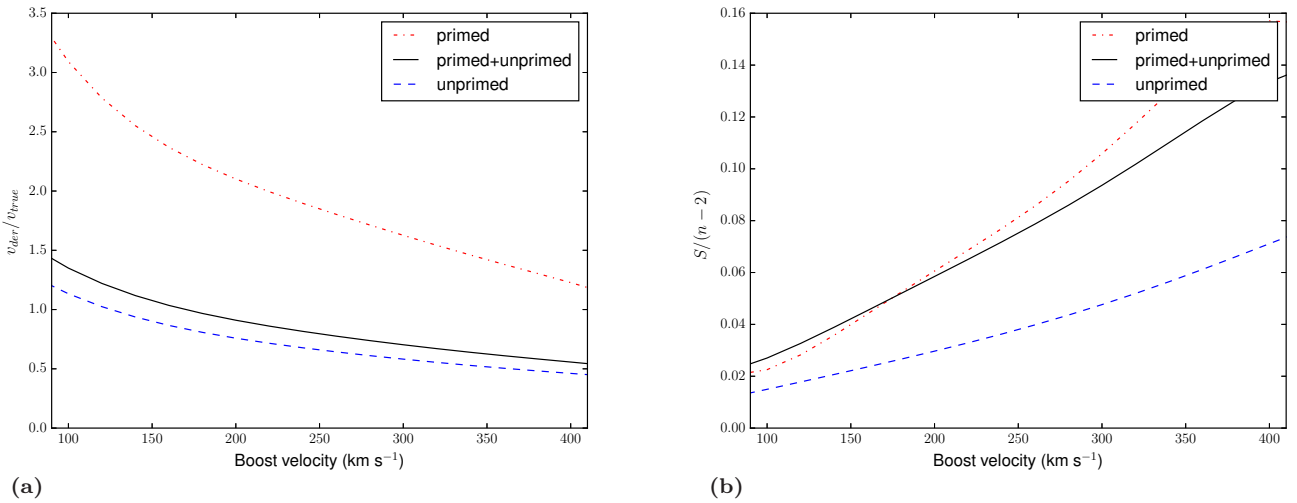 3.5
3.0
2.5
2.0
1.5
1.0
0.5
0.0
v_der/v_true
100 150 200 250 300 350 400
Boost velocity (km s⁻¹)
primed
primed+unprimed
unprimed
(a)
0.16
0.14
0.12
0.10
0.08
0.06
0.04
0.02
0.00
S/(n − 2)
100 150 200 250 300 350 400
Boost velocity (km s⁻¹)
primed
primed+unprimed
unprimed
(b)